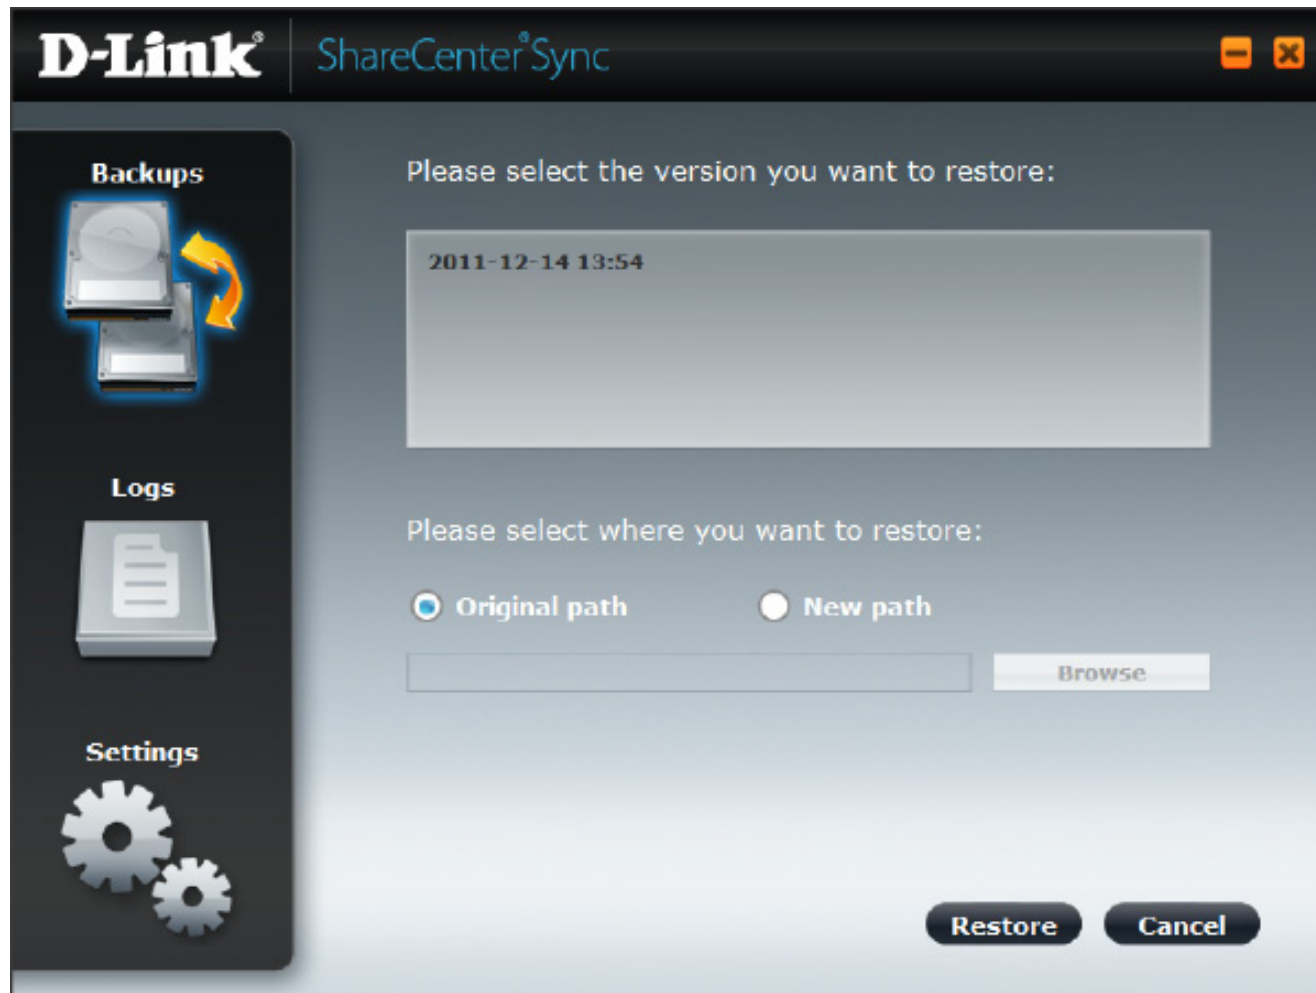 D-Link® ShareCenter®Sync
Backups
Logs
Settings
Please select the version you want to restore:
2011-12-14 13:54
Please select where you want to restore:
Original path New path
Browse
Restore Cancel